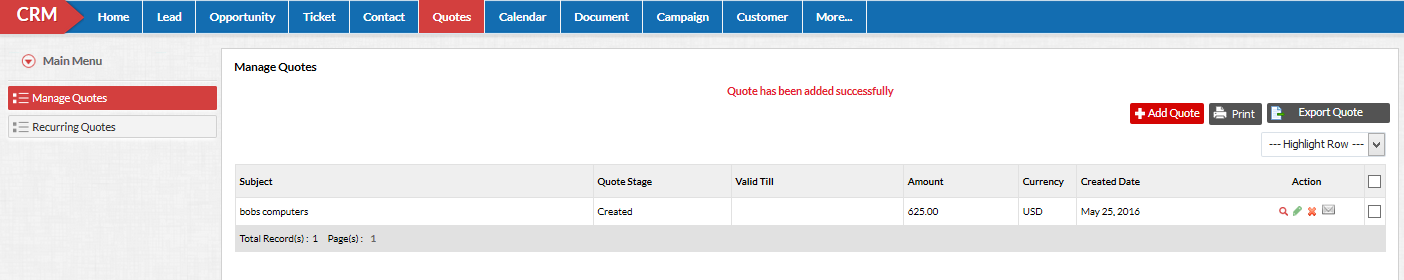 CRM Home Lead Opportunity Ticket Contact Quotes Calendar Document Campaign Customer More...
Main Menu
Manage Quotes
Recurring Quotes
Manage Quotes
Quote has been added successfully
Add Quote Print Export Quote
--- Highlight Row ---
Subject Quote Stage Valid Till Amount Currency Created Date Action
bobs computers Created 625.00 USD May 25, 2016
Total Record(s) : 1 Page(s) : 1